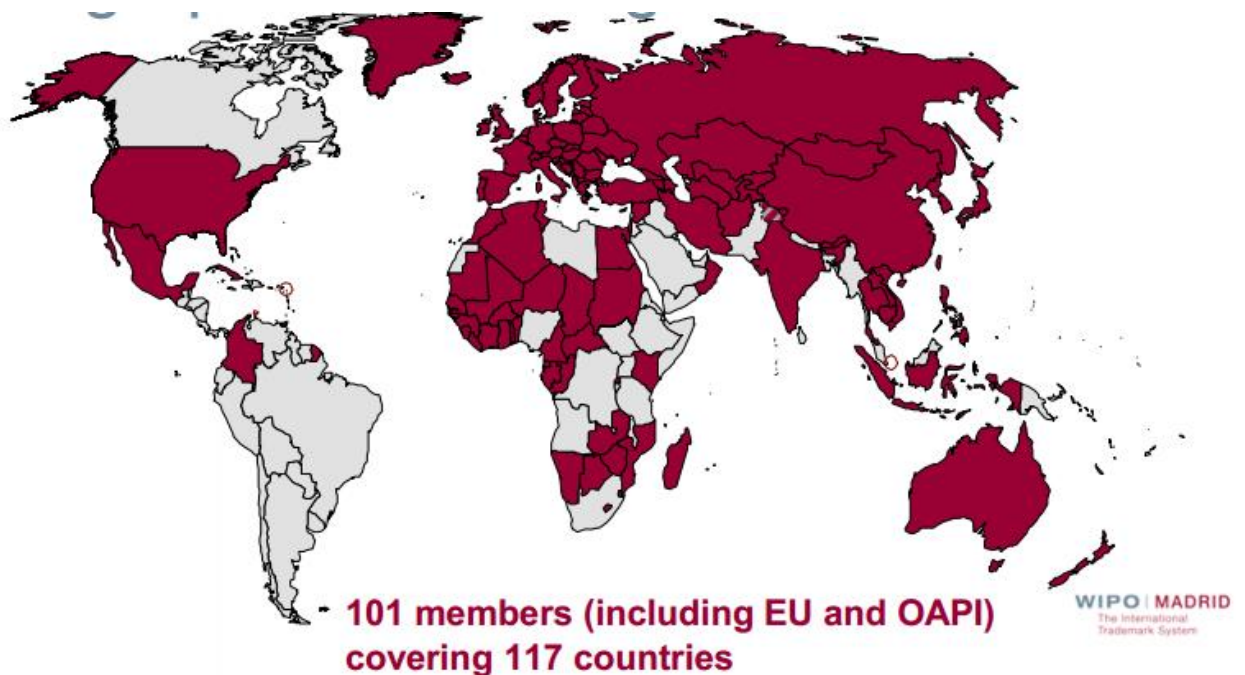 101 members (including EU and OAPI)
covering 117 countries
WIPO | MADRID
The International
Trademark System